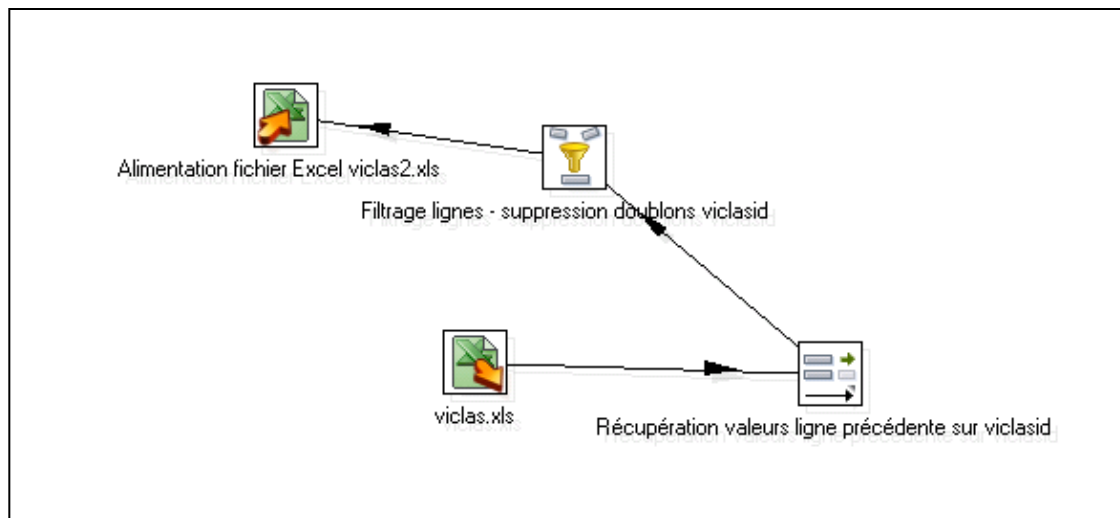 Alimentation fichier Excel viclas2.xls
Filtrage lignes - suppression doublons viclasid
viclas.xls
Récupération valeurs ligne précédente sur viclasid